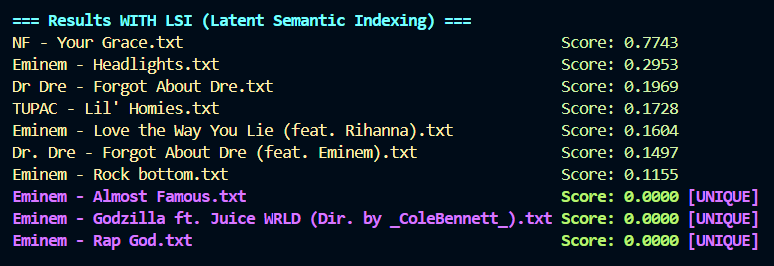 === Results WITH LSI (Latent Semantic Indexing) ===
NF - Your Grace.txt Score: 0.7743
Eminem - Headlights.txt Score: 0.2953
Dr Dre - Forgot About Dre.txt Score: 0.1969
TUPAC - Lil' Homies.txt Score: 0.1728
Eminem - Love the Way You Lie (feat. Rihanna).txt Score: 0.1604
Dr. Dre - Forgot About Dre (feat. Eminem).txt Score: 0.1497
Eminem - Rock bottom.txt Score: 0.1155
Eminem - Almost Famous.txt Score: 0.0000 [UNIQUE]
Eminem - Godzilla ft. Juice WRLD (Dir. by _ColeBennett_).txt Score: 0.0000 [UNIQUE]
Eminem - Rap God.txt Score: 0.0000 [UNIQUE]